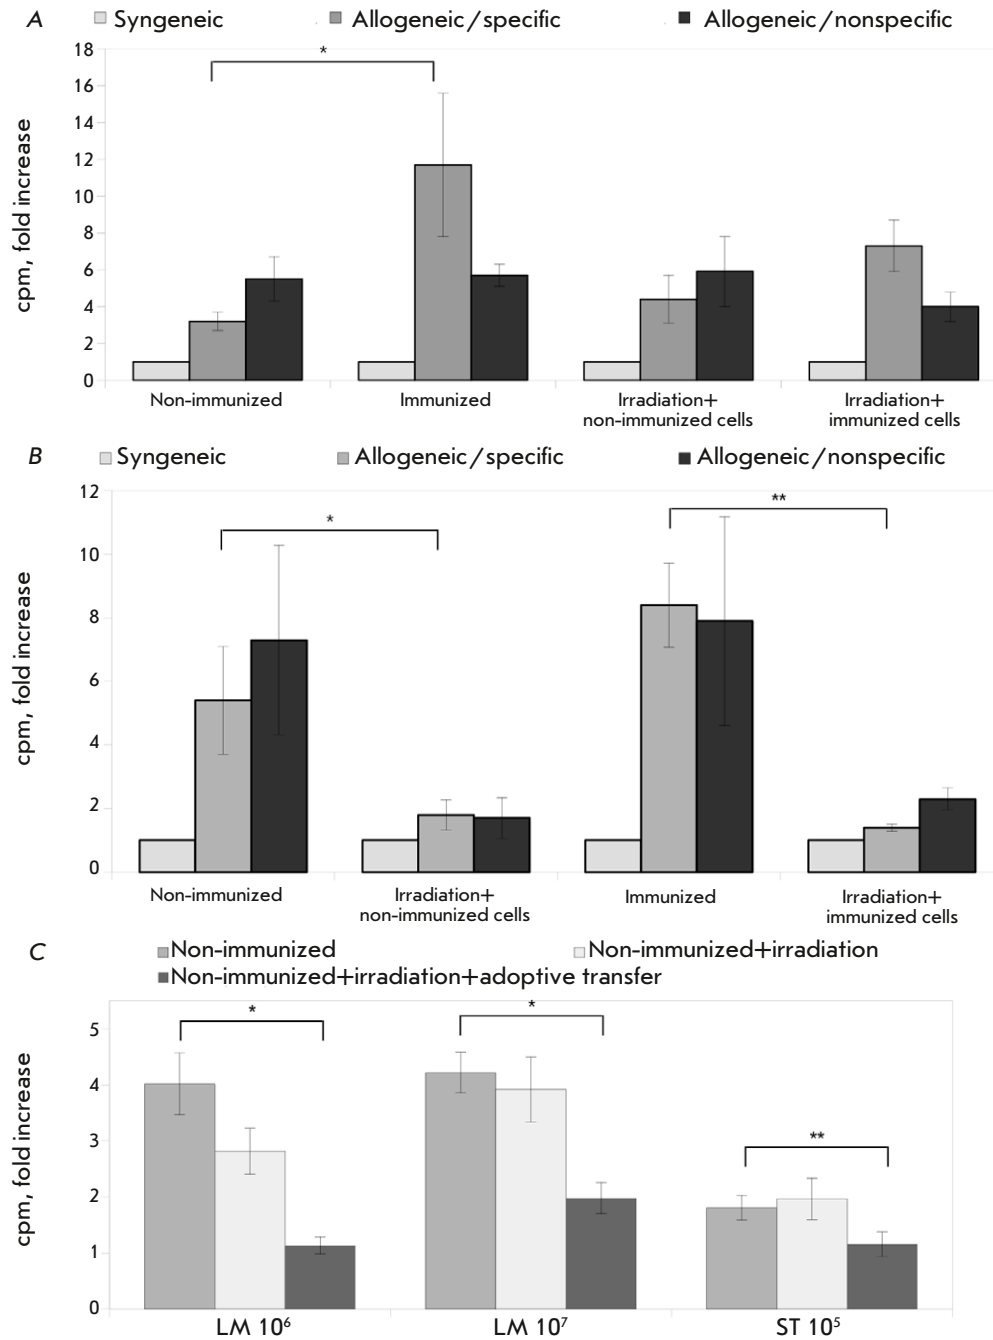 A Syngeneic Allogeneic/specific Allogeneic/nonspecific
18
16
14
12
10
8
6
4
2
0
cpm, fold increase
*
Non-immunized Immunized Irradiation+ Irradiation+
non-immunized cells immunized cells
B Syngeneic Allogeneic/specific Allogeneic/nonspecific
12
10
8
6
4
2
0
cpm, fold increase
* **
Non-immunized Irradiation+ Immunized Irradiation+
non-immunized cells immunized cells
C Non-immunized Non-immunized+irradiation
Non-immunized+irradiation+adoptive transfer
5
4
3
2
1
0
cpm, fold increase
* * **
LM 10⁶ LM 10⁷ ST 10⁵